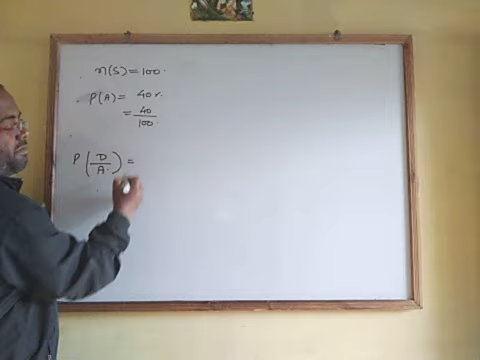 n(S) = 100.
P(A) = 40%.
= 40/100.
P(D/A) =